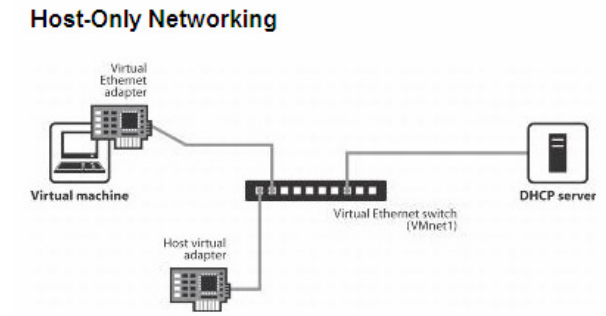 Host-Only Networking
Virtual
Ethernet
adapter
Virtual machine
DHCP server
Virtual Ethernet switch
(VMnet1)
Host virtual
adapter